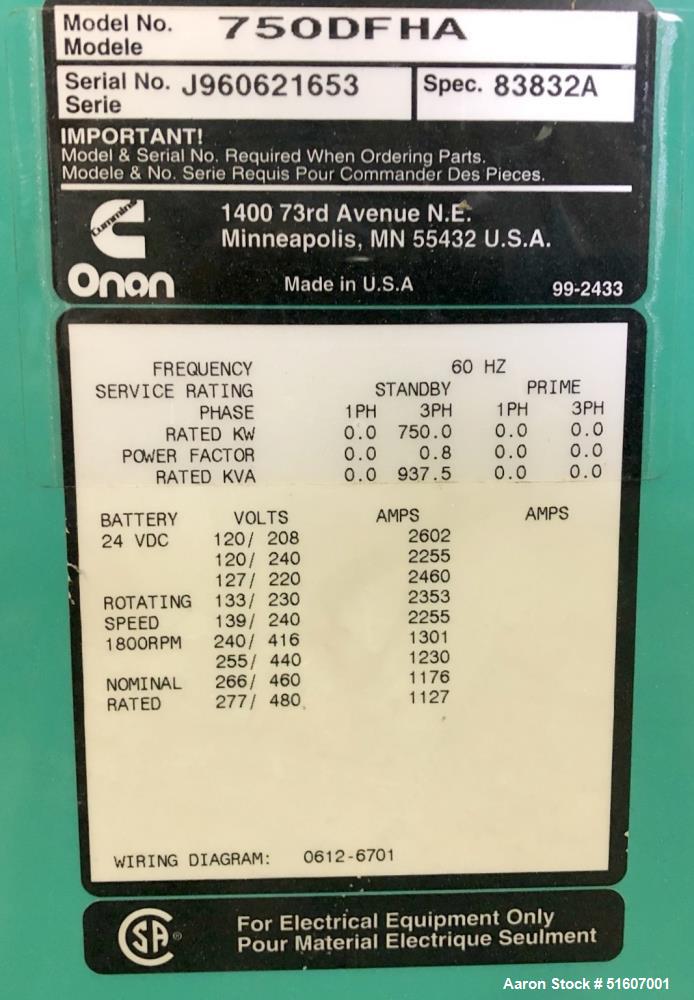 Model No. 750DFHA
Modele
Serial No. J960621653 Spec. 83832A
Serie
IMPORTANT!
Model & Serial No. Required When Ordering Parts.
Modele & No. Serie Requis Pour Commander Des Pieces.
Cummins
1400 73rd Avenue N.E.
Minneapolis, MN 55432 U.S.A.
Onan Made in U.S.A 99-2433
FREQUENCY 60 HZ
SERVICE RATING STANDBY PRIME
PHASE 1PH 3PH 1PH 3PH
RATED KW 0.0 750.0 0.0 0.0
POWER FACTOR 0.0 0.8 0.0 0.0
RATED KVA 0.0 937.5 0.0 0.0
BATTERY VOLTS AMPS AMPS
24 VDC 120/ 208 2602
120/ 240 2255
127/ 220 2460
ROTATING 133/ 230 2353
SPEED 139/ 240 2255
1800RPM 240/ 416 1301
255/ 440 1230
NOMINAL 266/ 460 1176
RATED 277/ 480 1127
WIRING DIAGRAM: 0612-6701
CSA ® For Electrical Equipment Only
Pour Material Electrique Seulment
Aaron Stock # 51607001